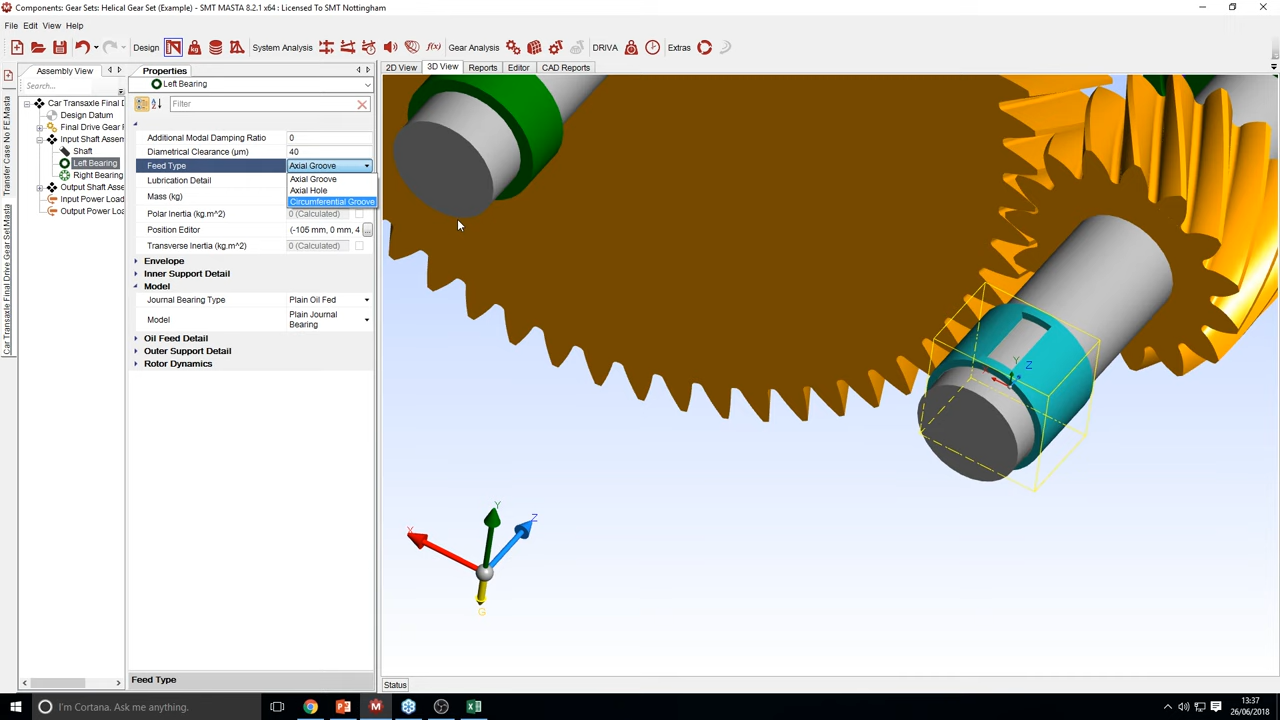 Components: Gear Sets: Helical Gear Set (Example) - SMT MASTA 8.2.1 x64 : Licensed To SMT Nottingham
File Edit View Help
Design System Analysis f(x) Gear Analysis DRIVA Extras
Assembly View
Properties
2D View 3D View Reports Editor CAD Reports
Search...
Left Bearing
Filter
Car Transaxle Final D
Design Datum
Final Drive Gear F
Input Shaft Assem
Shaft
Left Bearing
Right Bearing
Output Shaft Asse
Input Power Load
Output Power Loa
Transfer Case No FE.Masta
Car Transaxle Final Drive Gear Set.Masta
Additional Modal Damping Ratio 0
Diametrical Clearance (µm) 40
Feed Type Axial Groove
Axial Groove
Lubrication Detail
Axial Hole
Mass (kg)
Circumferential Groove
Polar Inertia (kg.m^2) 0 (Calculated)
Position Editor (-105 mm, 0 mm, 4 ...
Transverse Inertia (kg.m^2) 0 (Calculated)
Envelope
Inner Support Detail
Model
Journal Bearing Type Plain Oil Fed
Model Plain Journal
Bearing
Oil Feed Detail
Outer Support Detail
Rotor Dynamics
Y
Z
X
Y
Z
G
Feed Type
Status
I'm Cortana. Ask me anything.
13:37
26/06/2018